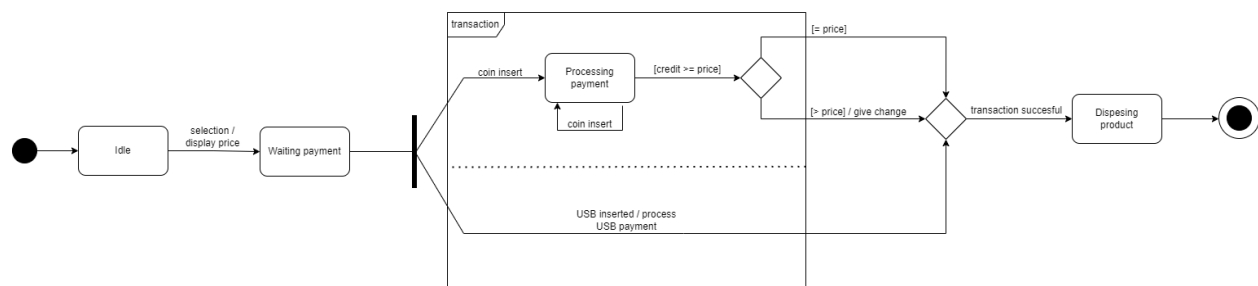 transaction
[= price]
coin insert
Processing
payment
[credit >= price]
coin insert
[> price] / give change
transaction succesful
Dispesing
product
selection /
display price
Idle
Waiting payment
USB inserted / process
USB payment